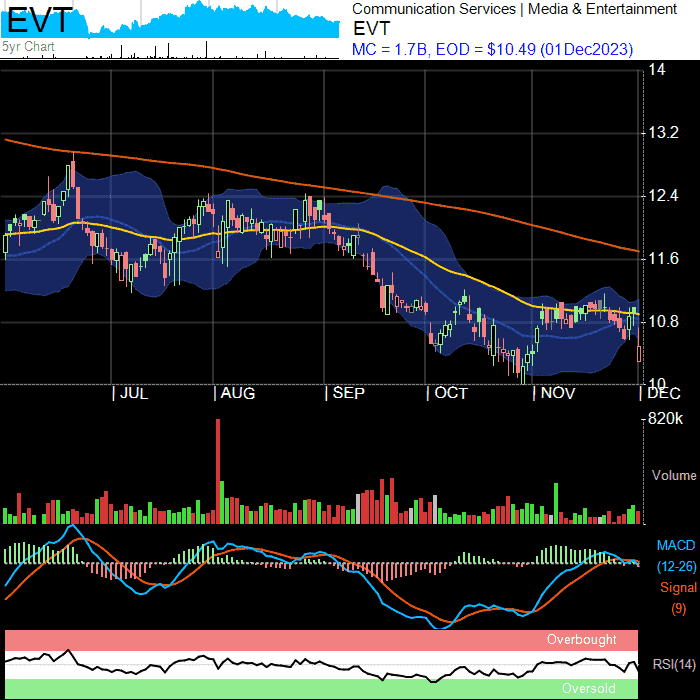 EVT
5yr Chart
Communication Services | Media & Entertainment
EVT
MC = 1.7B, EOD = $10.49 (01Dec2023)
14
13.2
12.4
11.6
10.8
10
JUL
AUG
SEP
OCT
NOV
DEC
820k
Volume
MACD
(12-26)
Signal
(9)
Overbought
RSI(14)
Oversold